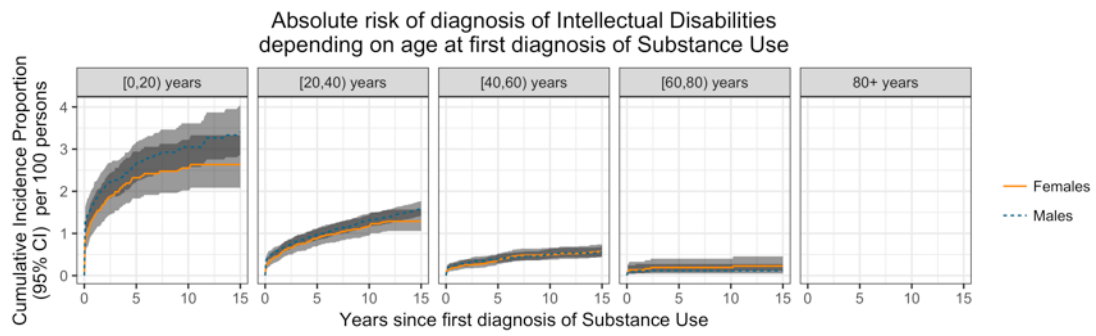 Absolute risk of diagnosis of Intellectual Disabilities
depending on age at first diagnosis of Substance Use
Cumulative Incidence Proportion
(95% CI) per 100 persons
[0,20) years
[20,40) years
[40,60) years
[60,80) years
80+ years
4
3
2
1
0
0 5 10 15
0 5 10 15
0 5 10 15
0 5 10 15
0 5 10 15
Years since first diagnosis of Substance Use
Females
Males